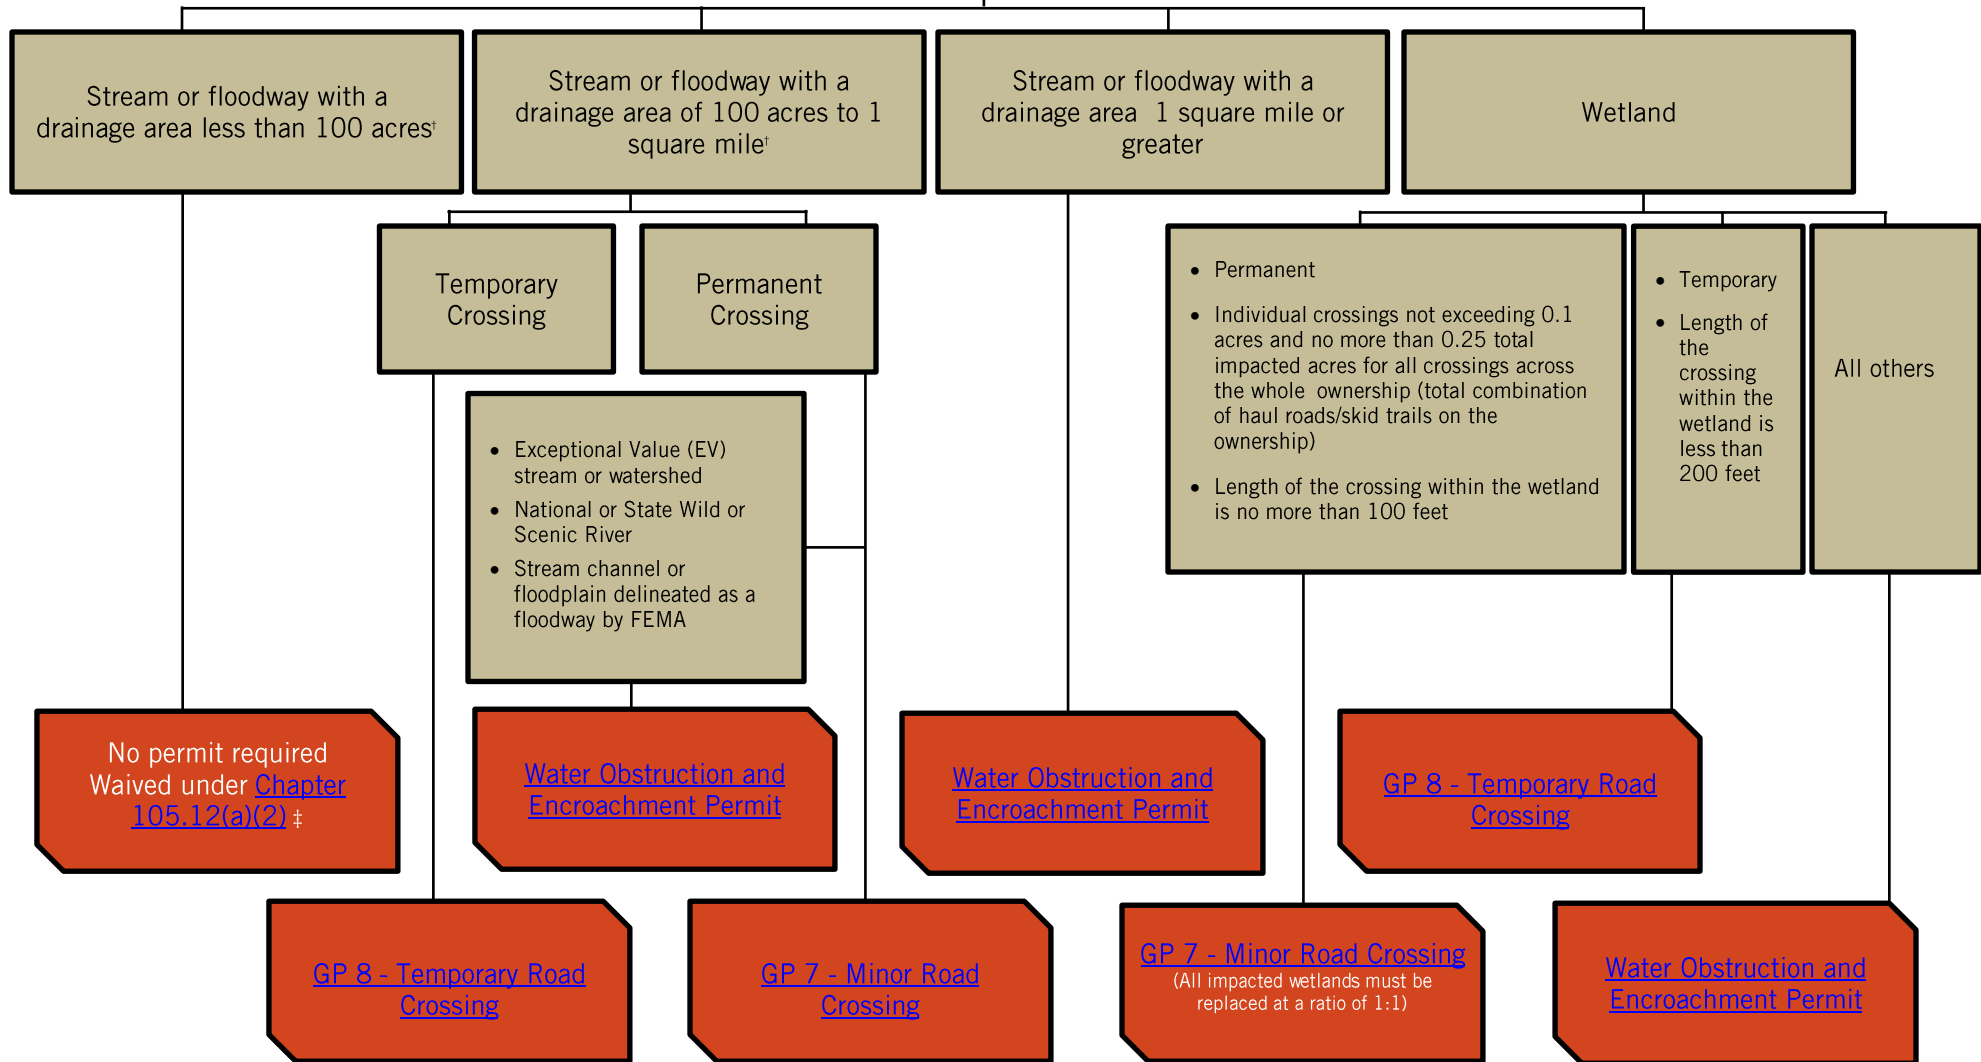 Stream or floodway with a
drainage area less than 100 acres†
Stream or floodway with a
drainage area of 100 acres to 1
square mile†
Stream or floodway with a
drainage area 1 square mile or
greater
Wetland
Temporary
Crossing
Permanent
Crossing
• Permanent
• Individual crossings not exceeding 0.1
acres and no more than 0.25 total
impacted acres for all crossings across
the whole ownership (total combination
of haul roads/skid trails on the
ownership)
• Length of the crossing within the wetland
is no more than 100 feet
• Temporary
• Length of
the
crossing
within the
wetland is
less than
200 feet
All others
• Exceptional Value (EV)
stream or watershed
• National or State Wild or
Scenic River
• Stream channel or
floodplain delineated as a
floodway by FEMA
No permit required
Waived under Chapter
105.12(a)(2) ‡
Water Obstruction and
Encroachment Permit
Water Obstruction and
Encroachment Permit
GP 8 - Temporary Road
Crossing
GP 8 - Temporary Road
Crossing
GP 7 - Minor Road
Crossing
GP 7 - Minor Road Crossing
(All impacted wetlands must be
replaced at a ratio of 1:1)
Water Obstruction and
Encroachment Permit